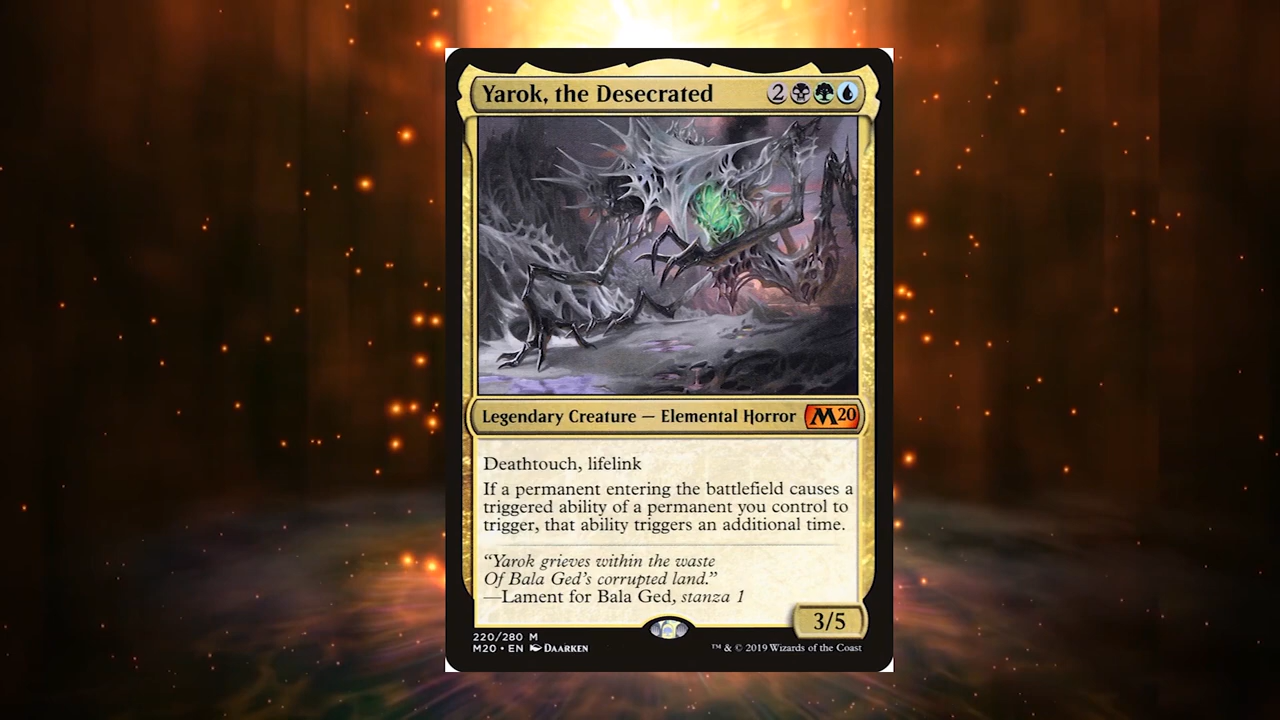 Yarok, the Desecrated 2
Legendary Creature — Elemental Horror M20
Deathtouch, lifelink
If a permanent entering the battlefield causes a
triggered ability of a permanent you control to
trigger, that ability triggers an additional time.
“Yarok grieves within the waste
Of Bala Ged’s corrupted land.”
—Lament for Bala Ged, stanza 1
3/5
220/280 M
M20 • EN DAARKEN
™ & © 2019 Wizards of the Coast